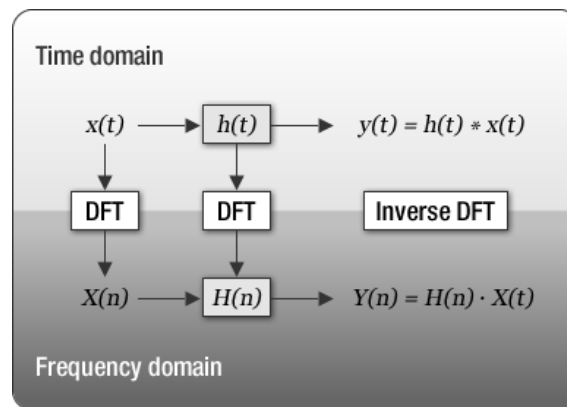 Time domain
x(t) h(t) y(t) = h(t) * x(t)
DFT DFT Inverse DFT
X(n) H(n) Y(n) = H(n) · X(t)
Frequency domain